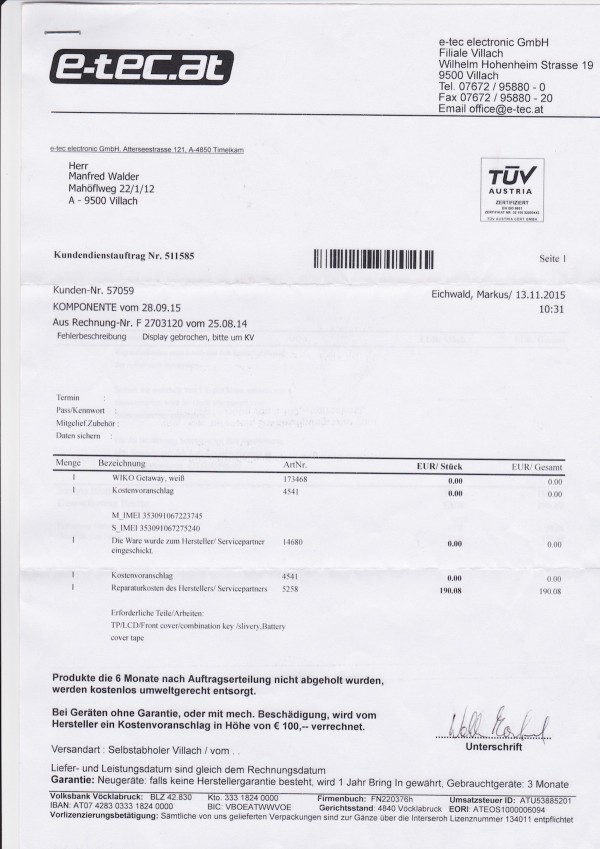 e-tec.at
e-tec electronic GmbH
Filiale Villach
Wilhelm Hohenheim Strasse 19
9500 Villach
Tel. 07672 / 95880 - 0
Fax 07672 / 95880 - 20
Email office@e-tec.at
e-tec electronic GmbH, Atterseestrasse 121, A-4850 Timelkam
Herr
Manfred Walder
Mahöflweg 22/1/12
A - 9500 Villach
TÜV
AUSTRIA
ZERTIFIZIERT
EN ISO 9001
TÜV AUSTRIA CERT GMBH
Kundendienstauftrag Nr. 511585
Seite 1
Kunden-Nr. 57059
Eichwald, Markus/ 13.11.2015
KOMPONENTE vom 28.09.15
10:31
Aus Rechnung-Nr. F 2703120 vom 25.08.14
Fehlerbeschreibung Display gebrochen, bitte um KV
Termin :
Pass/Kennwort :
Mitgelief.Zubehör :
Daten sichern :
Menge Bezeichnung ArtNr. EUR/ Stück EUR/ Gesamt
1 WIKO Getaway, weiß 173468 0.00 0.00
1 Kostenvoranschlag 4541 0.00 0.00
M_IMEI 353091067223745
S_IMEI 353091067275240
1 Die Ware wurde zum Hersteller/ Servicepartner 14680 0.00 0.00
eingeschickt.
1 Kostenvoranschlag 4541 0.00 0.00
1 Reparaturkosten des Herstellers/ Servicepartners 5258 190.08 190.08
Erforderliche Teile/Arbeiten:
TP/LCD/Front cover/combination key /slivery,Battery
cover tape
Produkte die 6 Monate nach Auftragserteilung nicht abgeholt wurden,
werden kostenlos umweltgerecht entsorgt.
Bei Geräten ohne Garantie, oder mit mech. Beschädigung, wird vom
Hersteller ein Kostenvoranschlag in Höhe von € 100,-- verrechnet.
Unterschrift
Versandart : Selbstabholer Villach / vom . .
Liefer- und Leistungsdatum sind gleich dem Rechnungsdatum
Garantie: Neugeräte: falls keine Herstellergarantie besteht, wird 1 Jahr Bring In gewährt, Gebrauchtgeräte: 3 Monate
Volksbank Vöcklabruck: BLZ 42.830 Kto. 333 1824 0000 Firmenbuch: FN220376h Umsatzsteuer ID: ATU53885201
IBAN: AT07 4283 0333 1824 0000 BIC: VBOEATWWVOE Gerichtsstand: 4840 Vöcklabruck EORI: ATEOS1000006094
Vorlizenzierungsbetätigung: Sämtliche von uns gelieferten Verpackungen sind zur Gänze über die Interseroh Lizenznummer 134011 entpflichtet